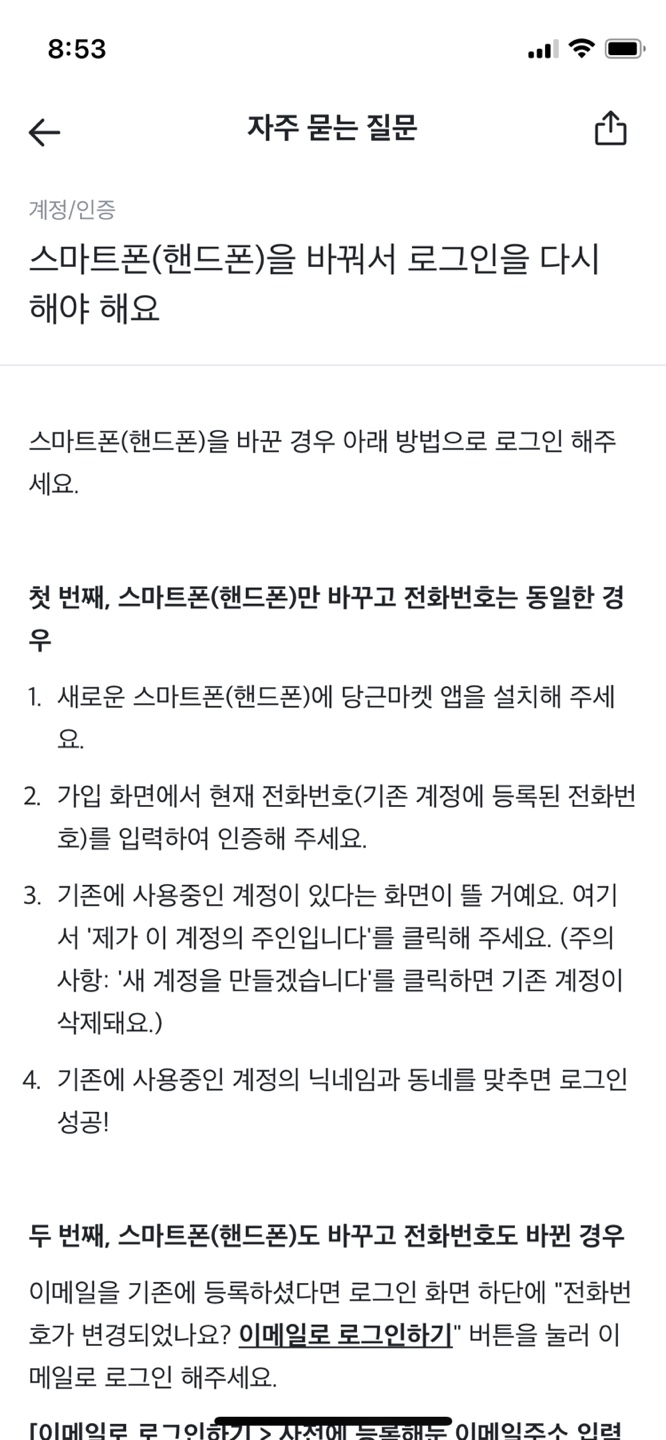 8:53
자주 묻는 질문
계정/인증
스마트폰(핸드폰)을 바꿔서 로그인을 다시
해야 해요
스마트폰(핸드폰)을 바꾼 경우 아래 방법으로 로그인 해주
세요.
첫 번째, 스마트폰(핸드폰)만 바꾸고 전화번호는 동일한 경
우
1. 새로운 스마트폰(핸드폰)에 당근마켓 앱을 설치해 주세
요.
2. 가입 화면에서 현재 전화번호(기존 계정에 등록된 전화번
호)를 입력하여 인증해 주세요.
3. 기존에 사용중인 계정이 있다는 화면이 뜰 거예요. 여기
서 '제가 이 계정의 주인입니다'를 클릭해 주세요. (주의
사항: '새 계정을 만들겠습니다'를 클릭하면 기존 계정이
삭제돼요.)
4. 기존에 사용중인 계정의 닉네임과 동네를 맞추면 로그인
성공!
두 번째, 스마트폰(핸드폰)도 바꾸고 전화번호도 바뀐 경우
이메일을 기존에 등록하셨다면 로그인 화면 하단에 "전화번
호가 변경되었나요? 이메일로 로그인하기" 버튼을 눌러 이
메일로 로그인 해주세요.
[이메일로 로그인하기 > 사전에 등록해둔 이메일주소 입력